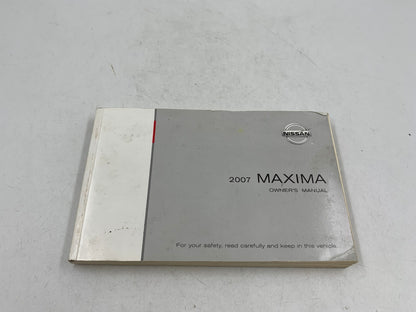 NISSAN
2007 MAXIMA
OWNER'S MANUAL
For your safety, read carefully and keep in this vehicle.